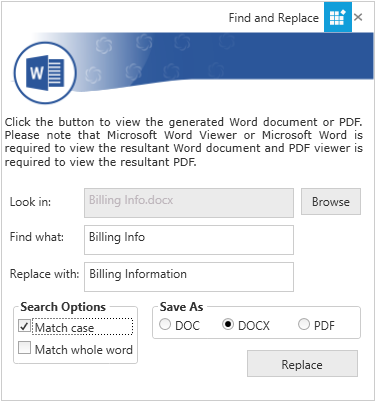 Find and Replace
W
Click the button to view the generated Word document or PDF.
Please note that Microsoft Word Viewer or Microsoft Word is
required to view the resultant Word document and PDF viewer is
required to view the resultant PDF.
Look in: Billing Info.docx Browse
Find what: Billing Info
Replace with: Billing Information
Search Options Save As
Match case DOC DOCX PDF
Match whole word
Replace